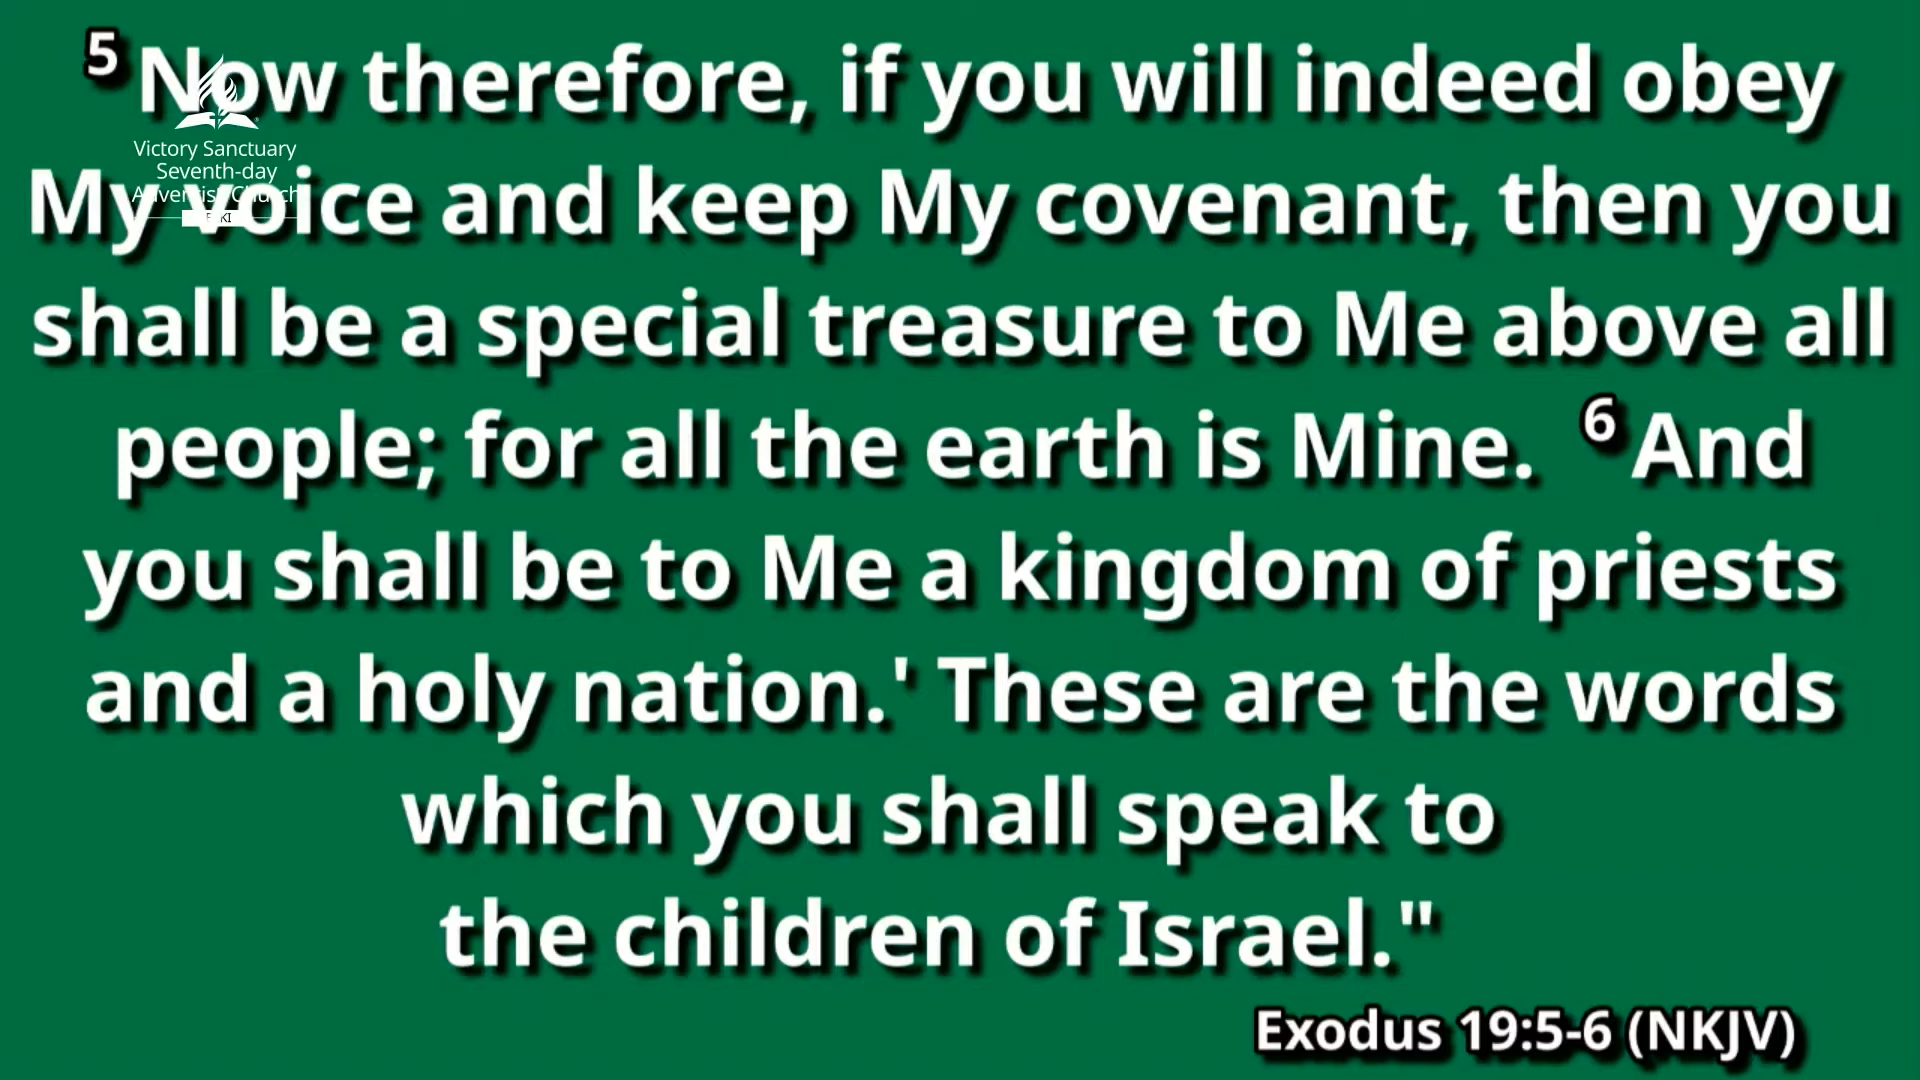 5 Now therefore, if you will indeed obey
My voice and keep My covenant, then you
shall be a special treasure to Me above all
people; for all the earth is Mine. 6 And
you shall be to Me a kingdom of priests
and a holy nation.' These are the words
which you shall speak to
the children of Israel."
Exodus 19:5-6 (NKJV)
Victory Sanctuary
Seventh-day
Adventist Church